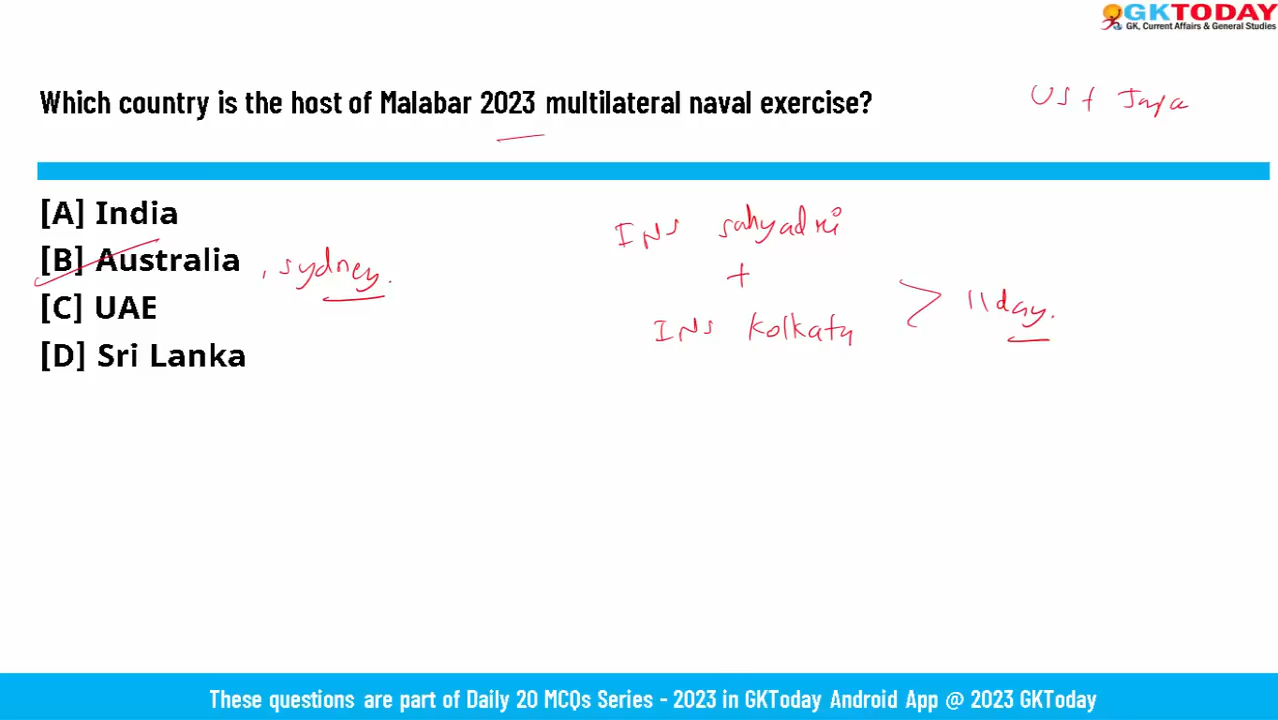 GKTODAY
GK, Current Affairs & General Studies
Which country is the host of Malabar 2023 multilateral naval exercise?
US + Japa
[A] India
[B] Australia , sydney.
[C] UAE
[D] Sri Lanka
INS sahyadri
+
INS kolkata
11 day.
These questions are part of Daily 20 MCQs Series - 2023 in GKToday Android App @ 2023 GKToday